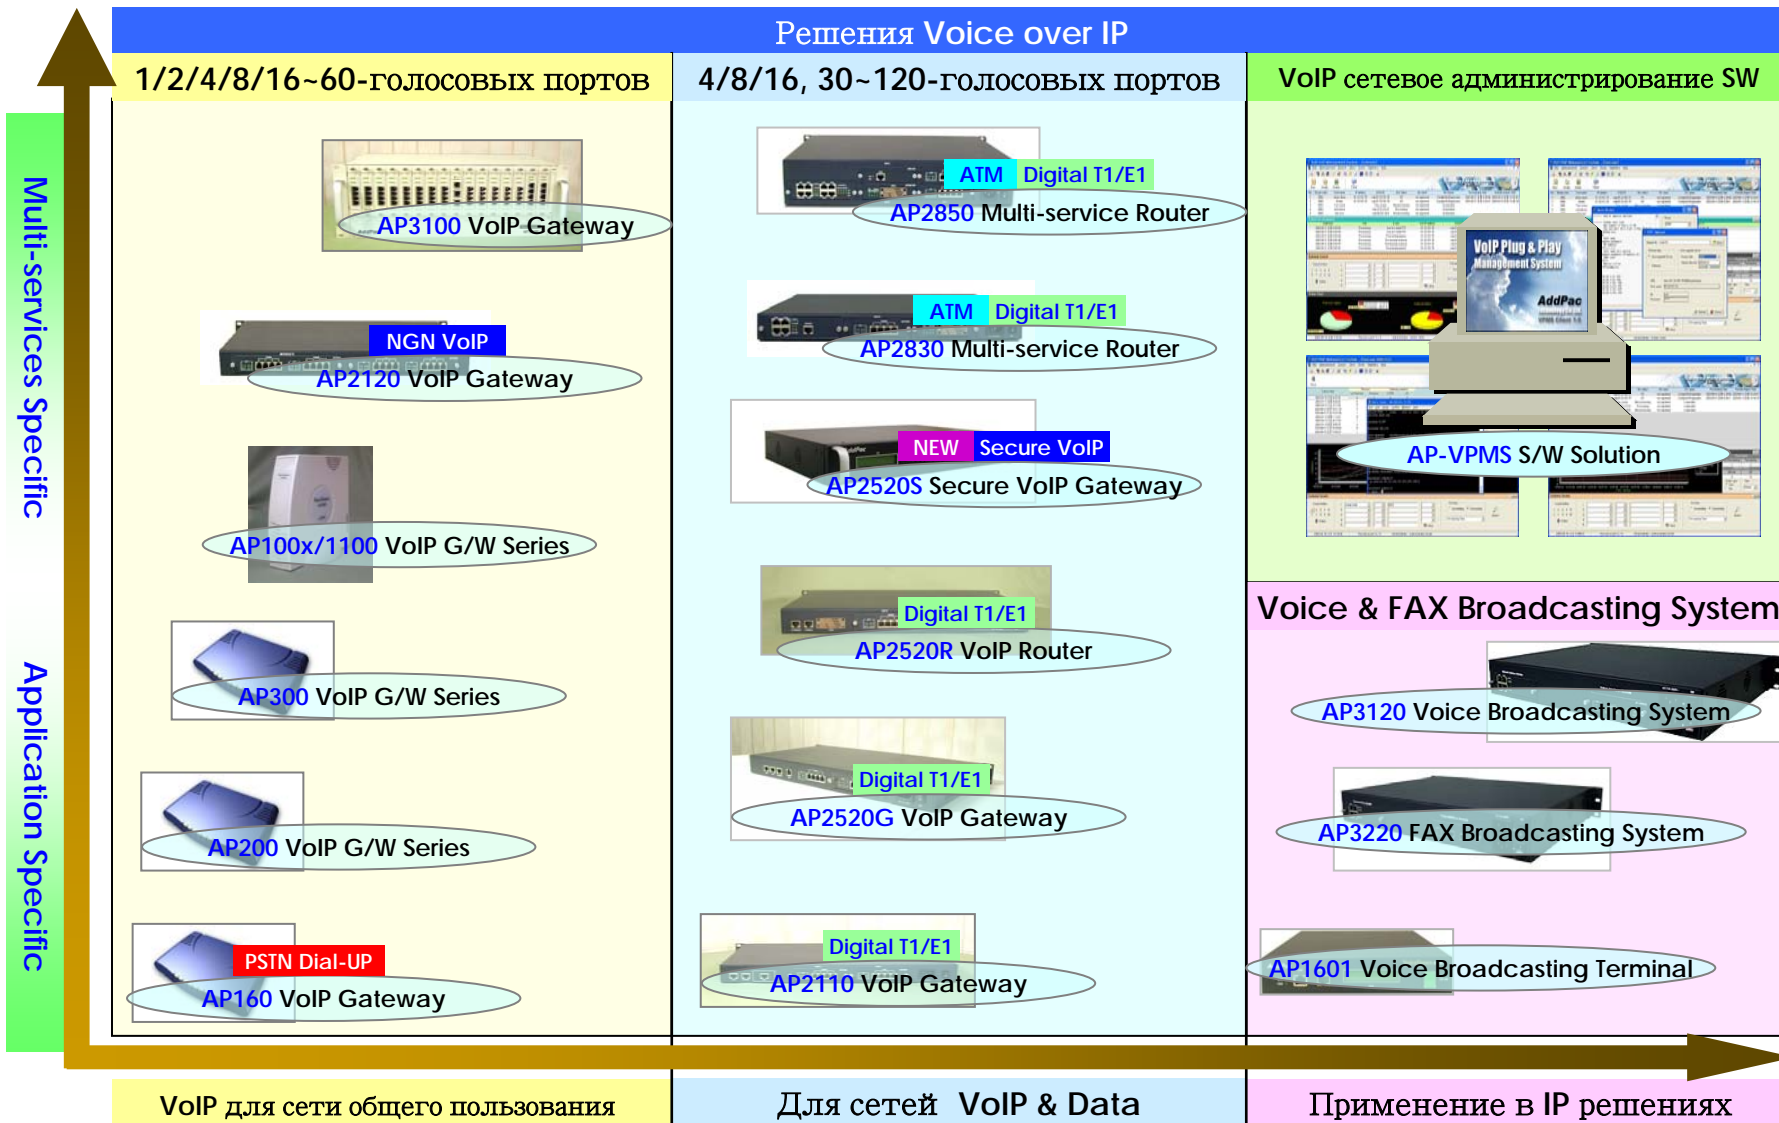 Решения Voice over IP
1/2/4/8/16~60-голосовых портов
4/8/16, 30~120-голосовых портов
VoIP сетевое администрирование SW
Multi-services Specific
Application Specific
AP3100 VoIP Gateway
NGN VoIP
AP2120 VoIP Gateway
AP100x/1100 VoIP G/W Series
AP300 VoIP G/W Series
AP200 VoIP G/W Series
PSTN Dial-UP
AP160 VoIP Gateway
ATM Digital T1/E1
AP2850 Multi-service Router
ATM Digital T1/E1
AP2830 Multi-service Router
AddPac
NEW Secure VoIP
AP2520S Secure VoIP Gateway
Digital T1/E1
AP2520R VoIP Router
Digital T1/E1
AP2520G VoIP Gateway
Digital T1/E1
AP2110 VoIP Gateway
VoIP Plug & Play
Management System
AddPac
VPMS Client 1.0
AP-VPMS S/W Solution
Voice & FAX Broadcasting System
AP3120 Voice Broadcasting System
AP3220 FAX Broadcasting System
AP1601 Voice Broadcasting Terminal
VoIP для сети общего пользования
Для сетей VoIP & Data
Применение в IP решениях